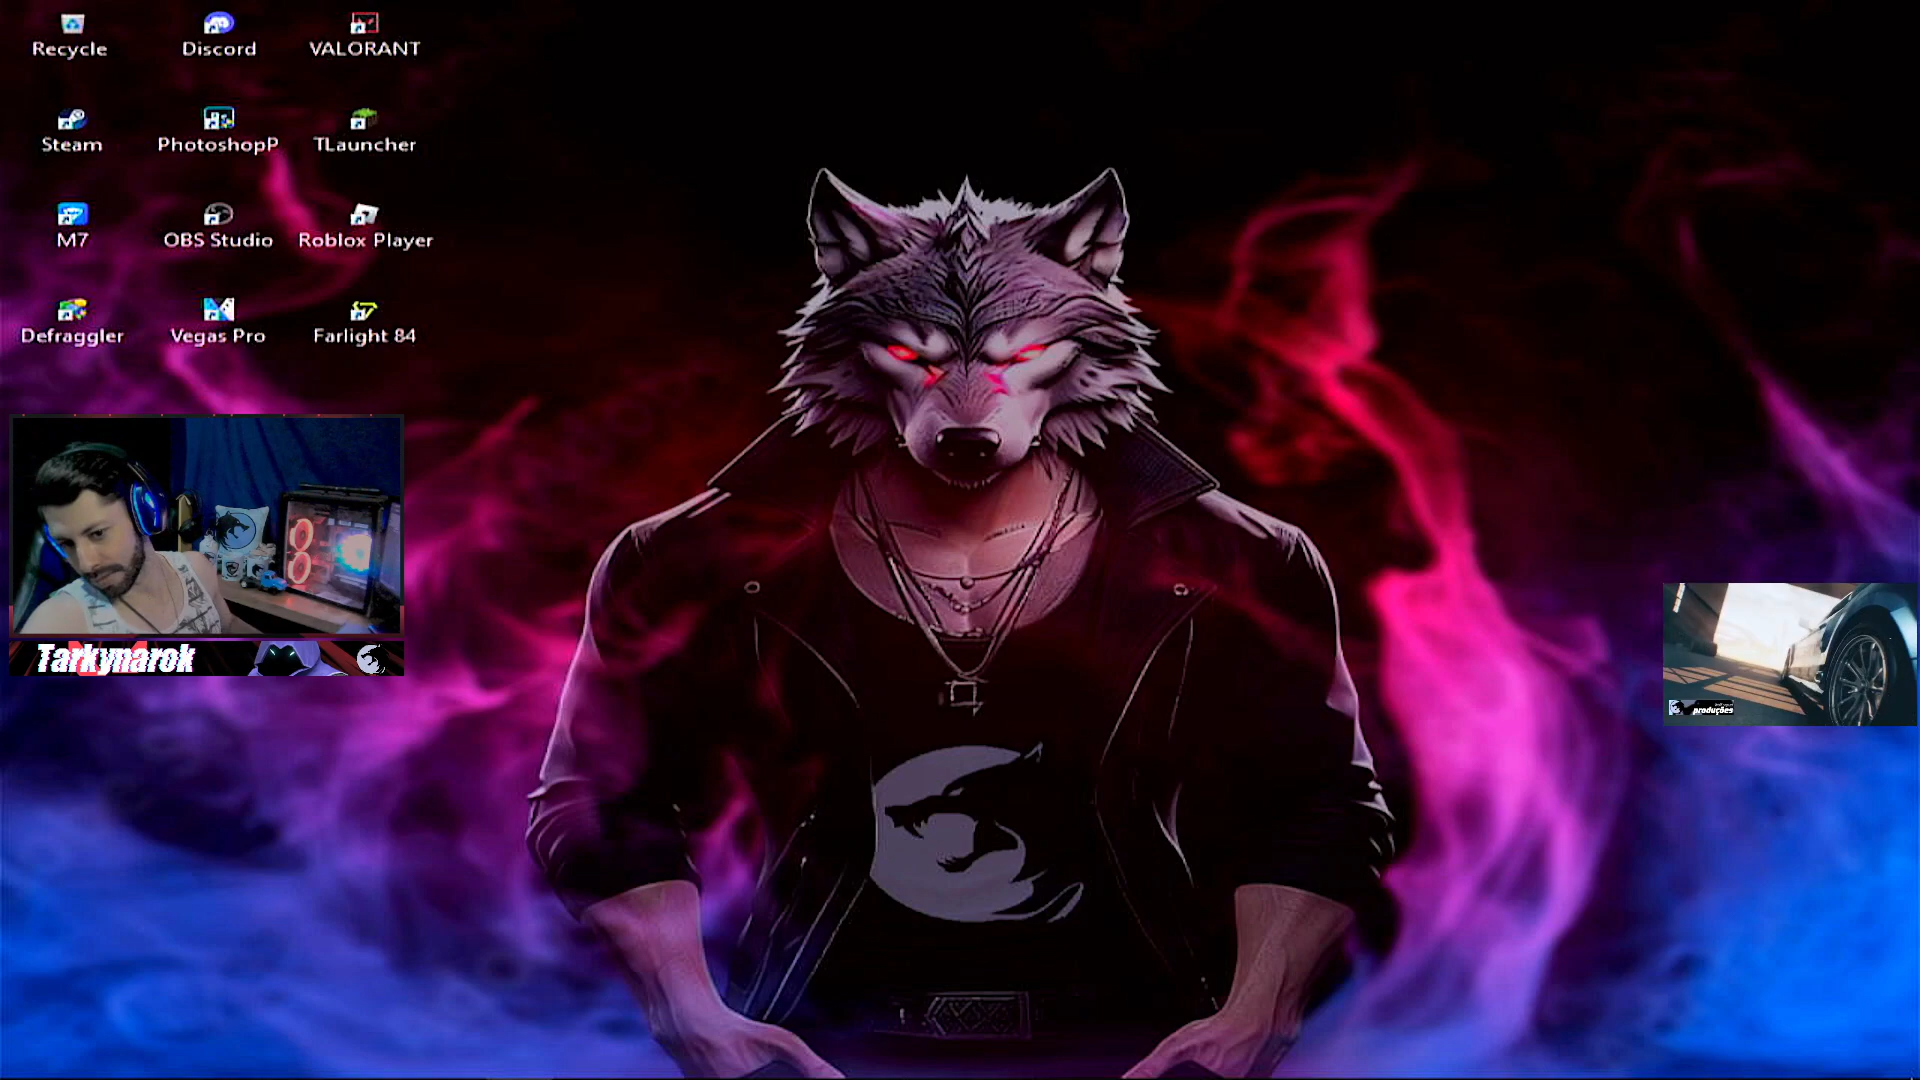 Recycle
Discord
VALORANT
Steam
PhotoshopP
TLauncher
M7
OBS Studio
Roblox Player
Defraggler
Vegas Pro
Farlight 84
Tarkynarok
produções